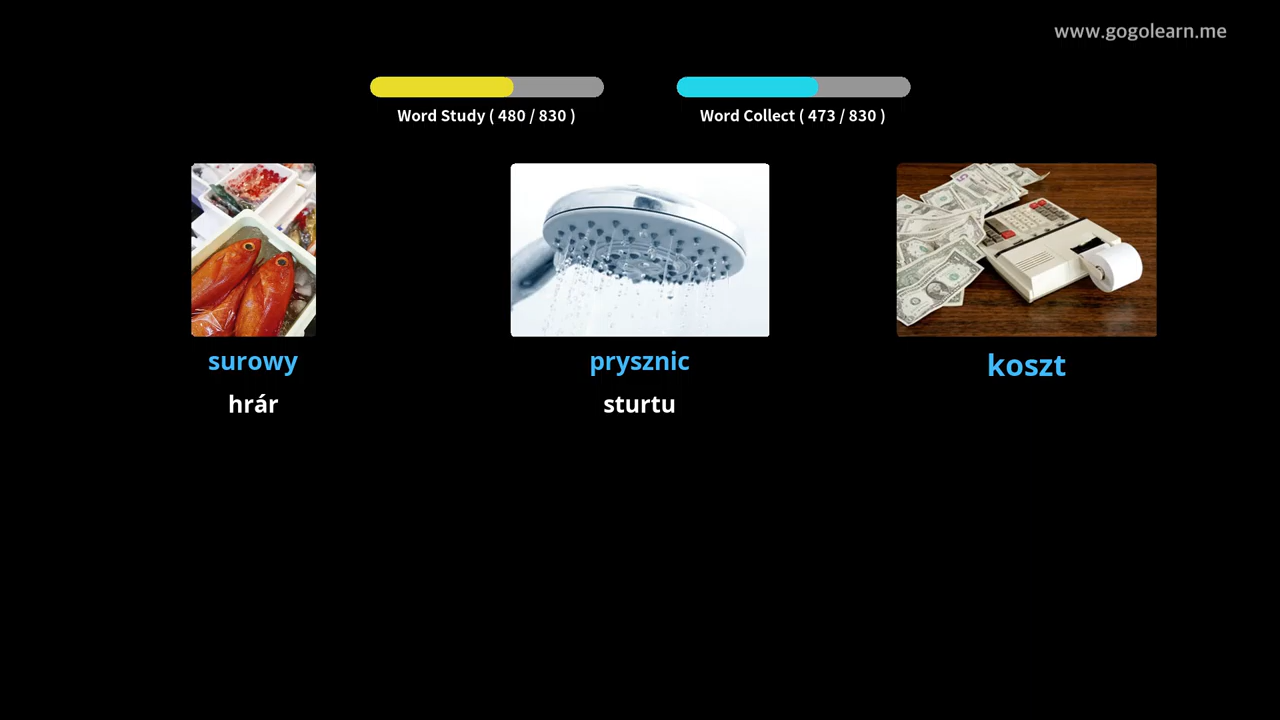 www.gogolearn.me
Word Study ( 480 / 830 )
Word Collect ( 473 / 830 )
surowy
hrár
prysznic
sturtu
koszt